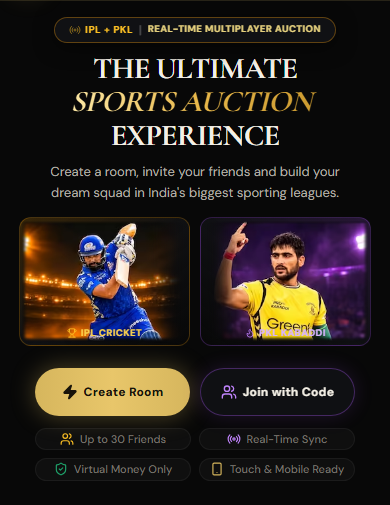 IPL + PKL | REAL-TIME MULTIPLAYER AUCTION
THE ULTIMATE
SPORTS AUCTION
EXPERIENCE
Create a room, invite your friends and build your
dream squad in India's biggest sporting leagues.
IPL CRICKET
Greenf
Create Room
Join with Code
Up to 30 Friends
Real-Time Sync
Virtual Money Only
Touch & Mobile Ready